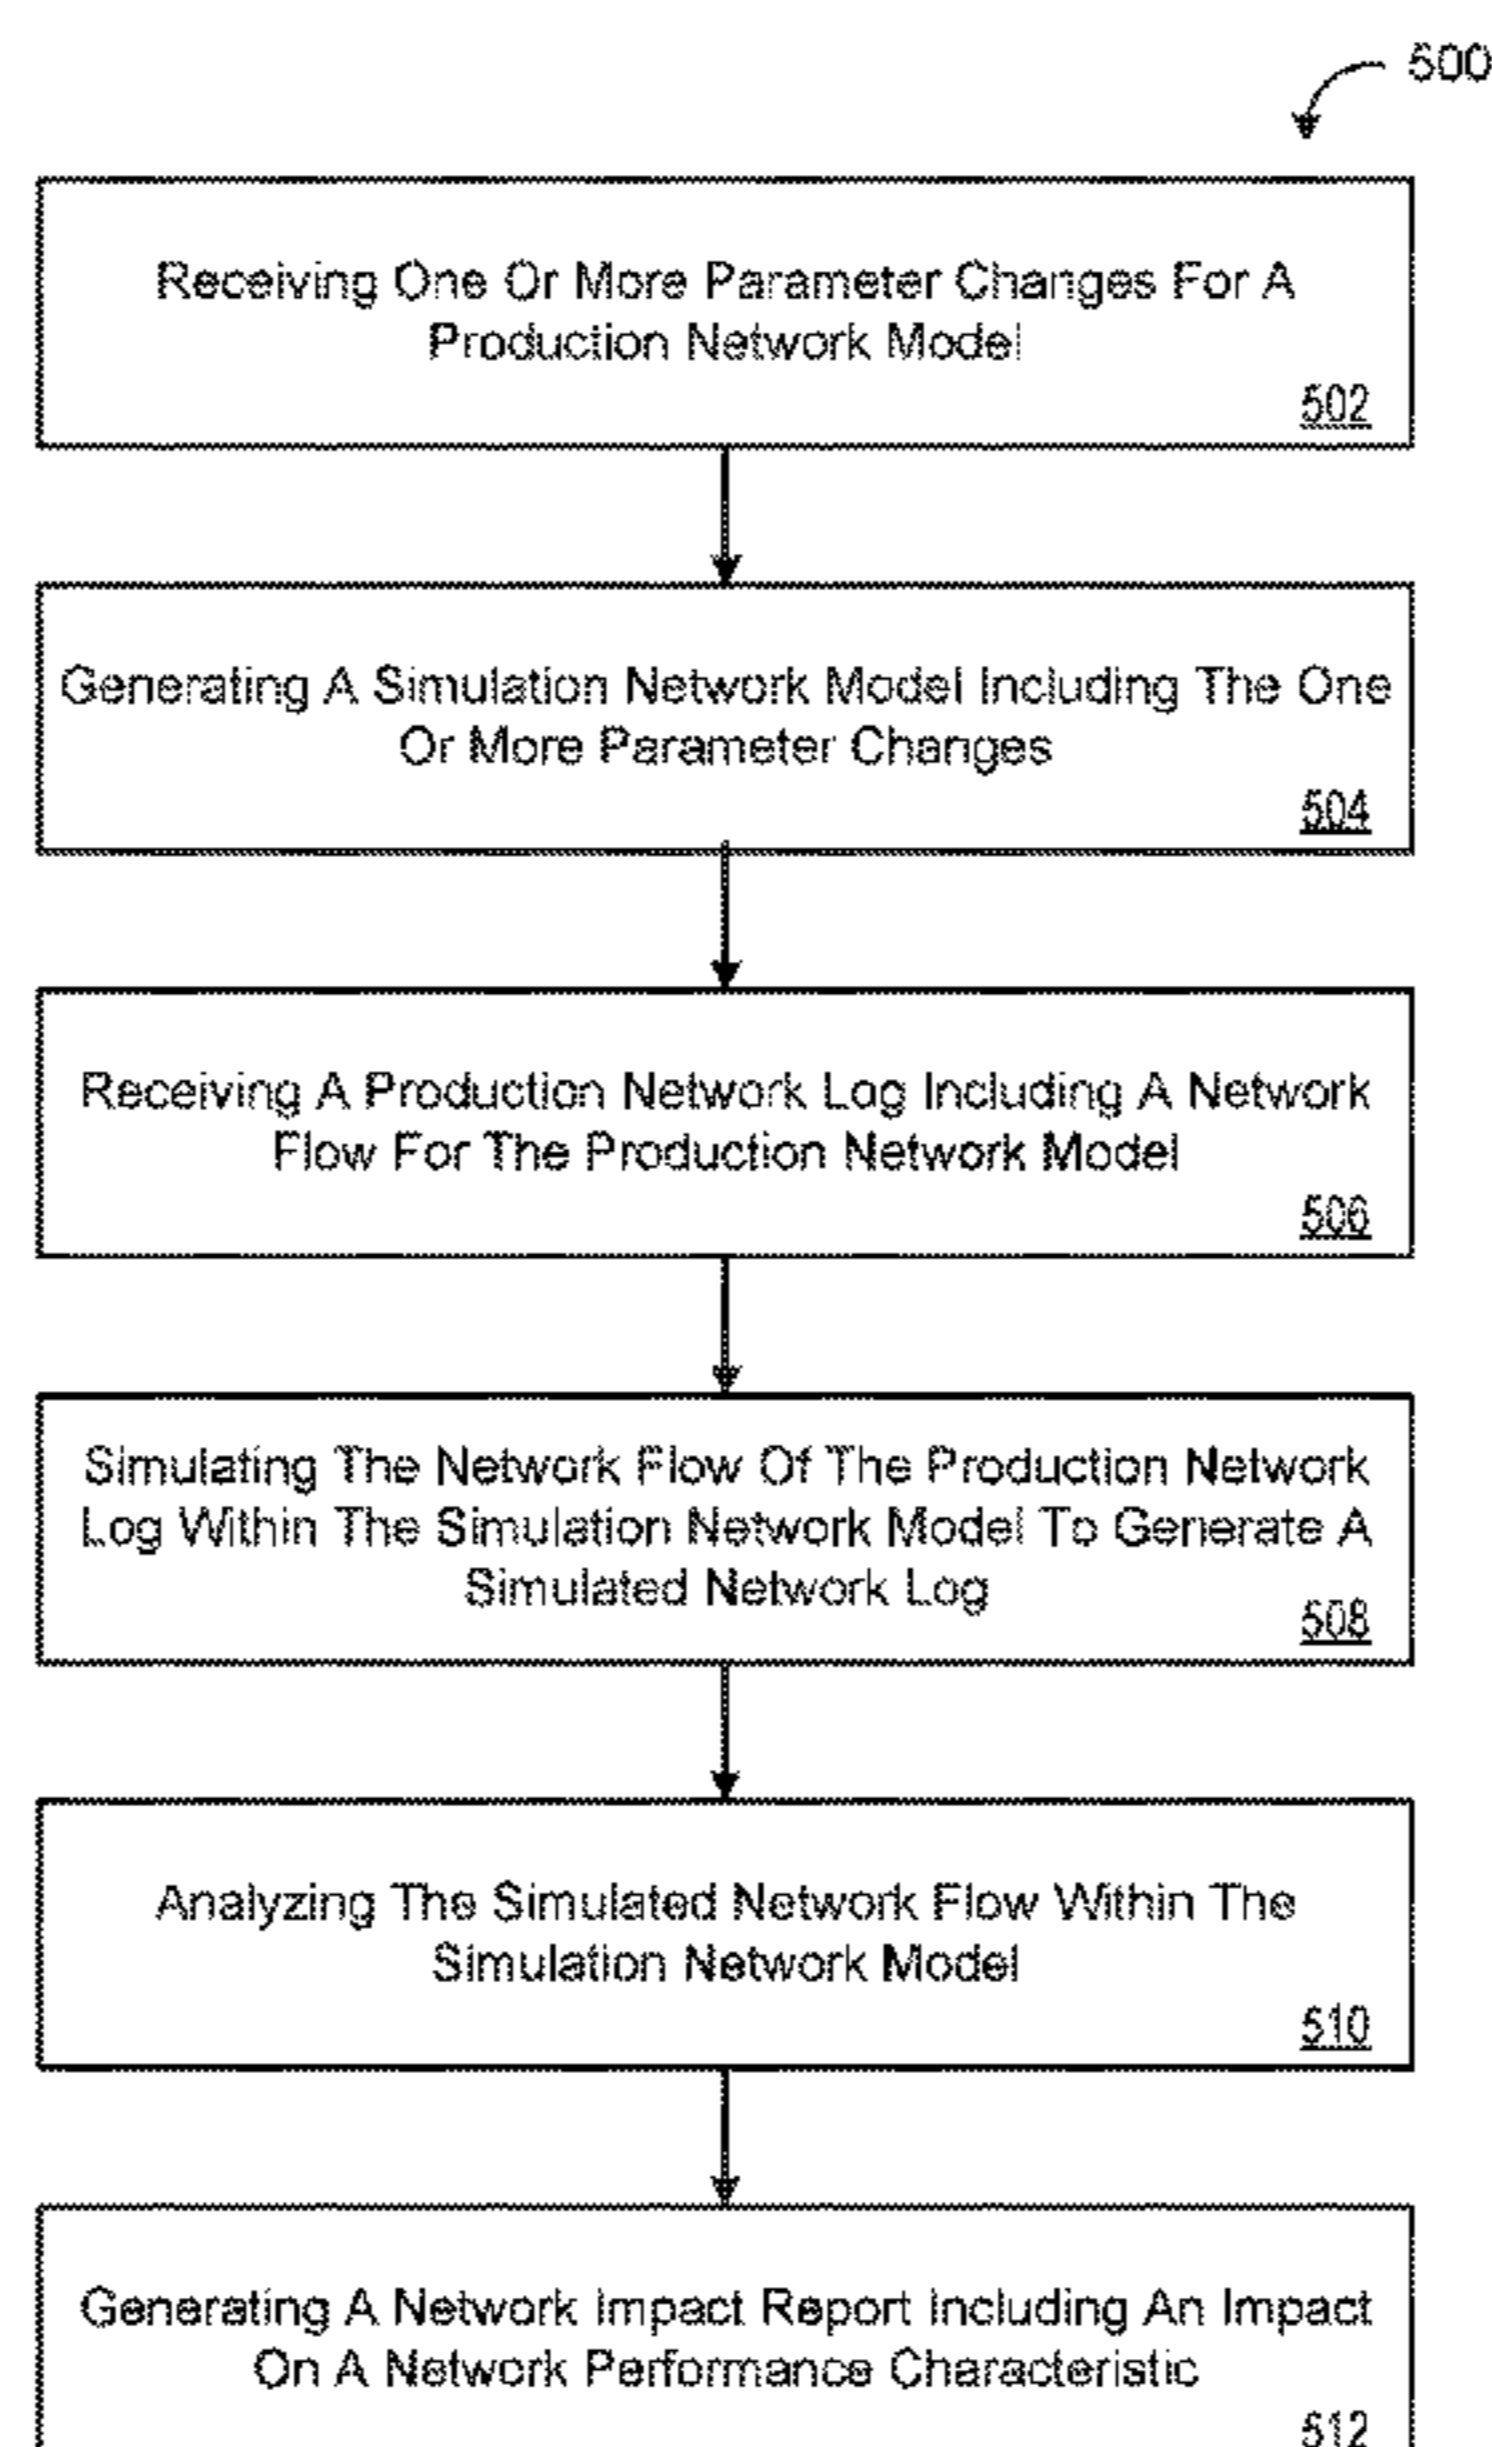 500
Receiving One Or More Parameter Changes For A
Production Network Model
502
Generating A Simulation Network Model Including The One
Or More Parameter Changes
504
Receiving A Production Network Log Including A Network
Flow For The Production Network Model
506
Simulating The Network Flow Of The Production Network
Log Within The Simulation Network Model To Generate A
Simulated Network Log
508
Analyzing The Simulated Network Flow Within The
Simulation Network Model
510
Generating A Network Impact Report Including An Impact
On A Network Performance Characteristic
512